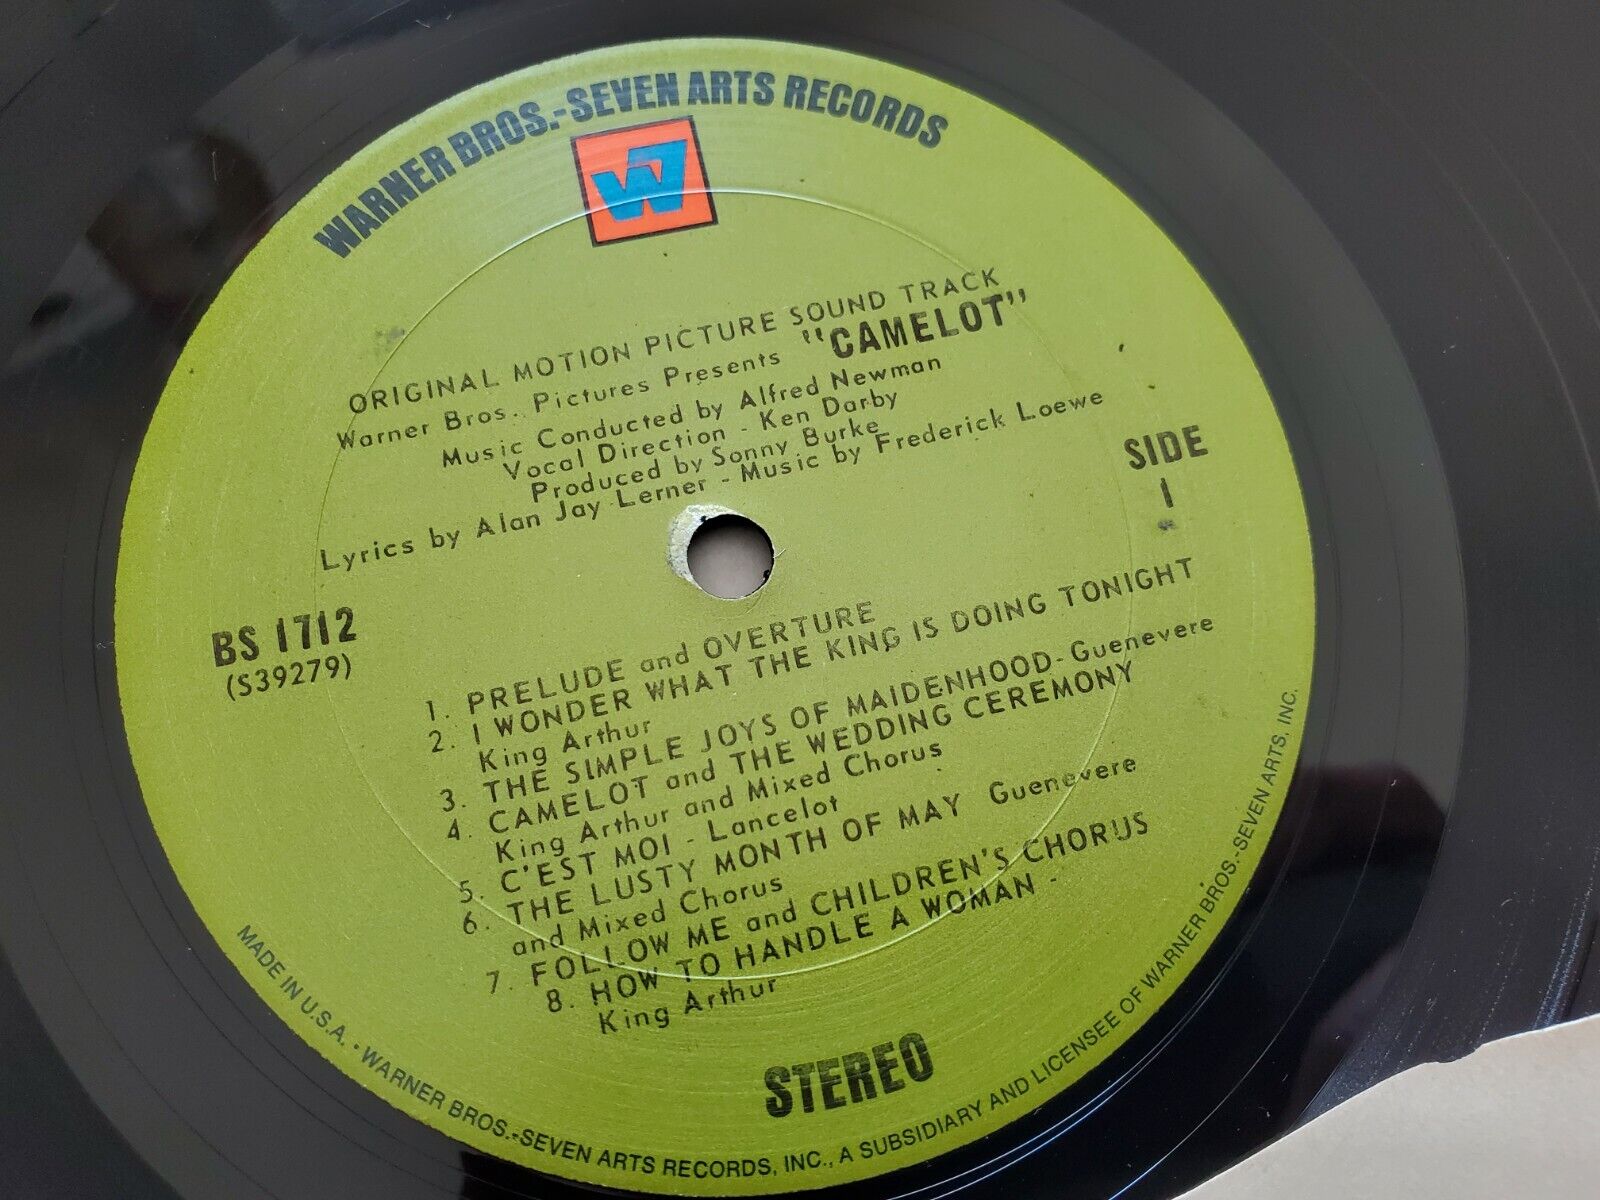 WARNER BROS.-SEVEN ARTS RECORDS
W7
ORIGINAL MOTION PICTURE SOUND TRACK
Warner Bros. Pictures Presents "CAMELOT"
Music Conducted by Alfred Newman
Vocal Direction - Ken Darby
Produced by Sonny Burke
Lyrics by Alan Jay Lerner - Music by Frederick Loewe
SIDE
1
BS 1712
(S39279)
1. PRELUDE and OVERTURE
2. I WONDER WHAT THE KING IS DOING TONIGHT
King Arthur
3. THE SIMPLE JOYS OF MAIDENHOOD - Guenevere
4. CAMELOT and THE WEDDING CEREMONY
King Arthur and Mixed Chorus
5. C'EST MOI - Lancelot
6. THE LUSTY MONTH OF MAY Guenevere
and Mixed Chorus
7. FOLLOW ME and CHILDREN'S CHORUS
8. HOW TO HANDLE A WOMAN -
King Arthur
STEREO
MADE IN U.S.A. - WARNER BROS.-SEVEN ARTS RECORDS, INC., A SUBSIDIARY AND LICENSEE OF WARNER BROS.-SEVEN ARTS, INC.